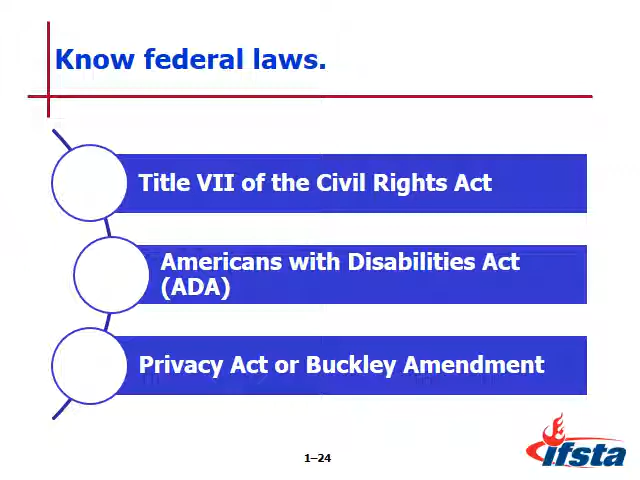 Know federal laws.
Title VII of the Civil Rights Act
Americans with Disabilities Act
(ADA)
Privacy Act or Buckley Amendment
1–24
ifsta